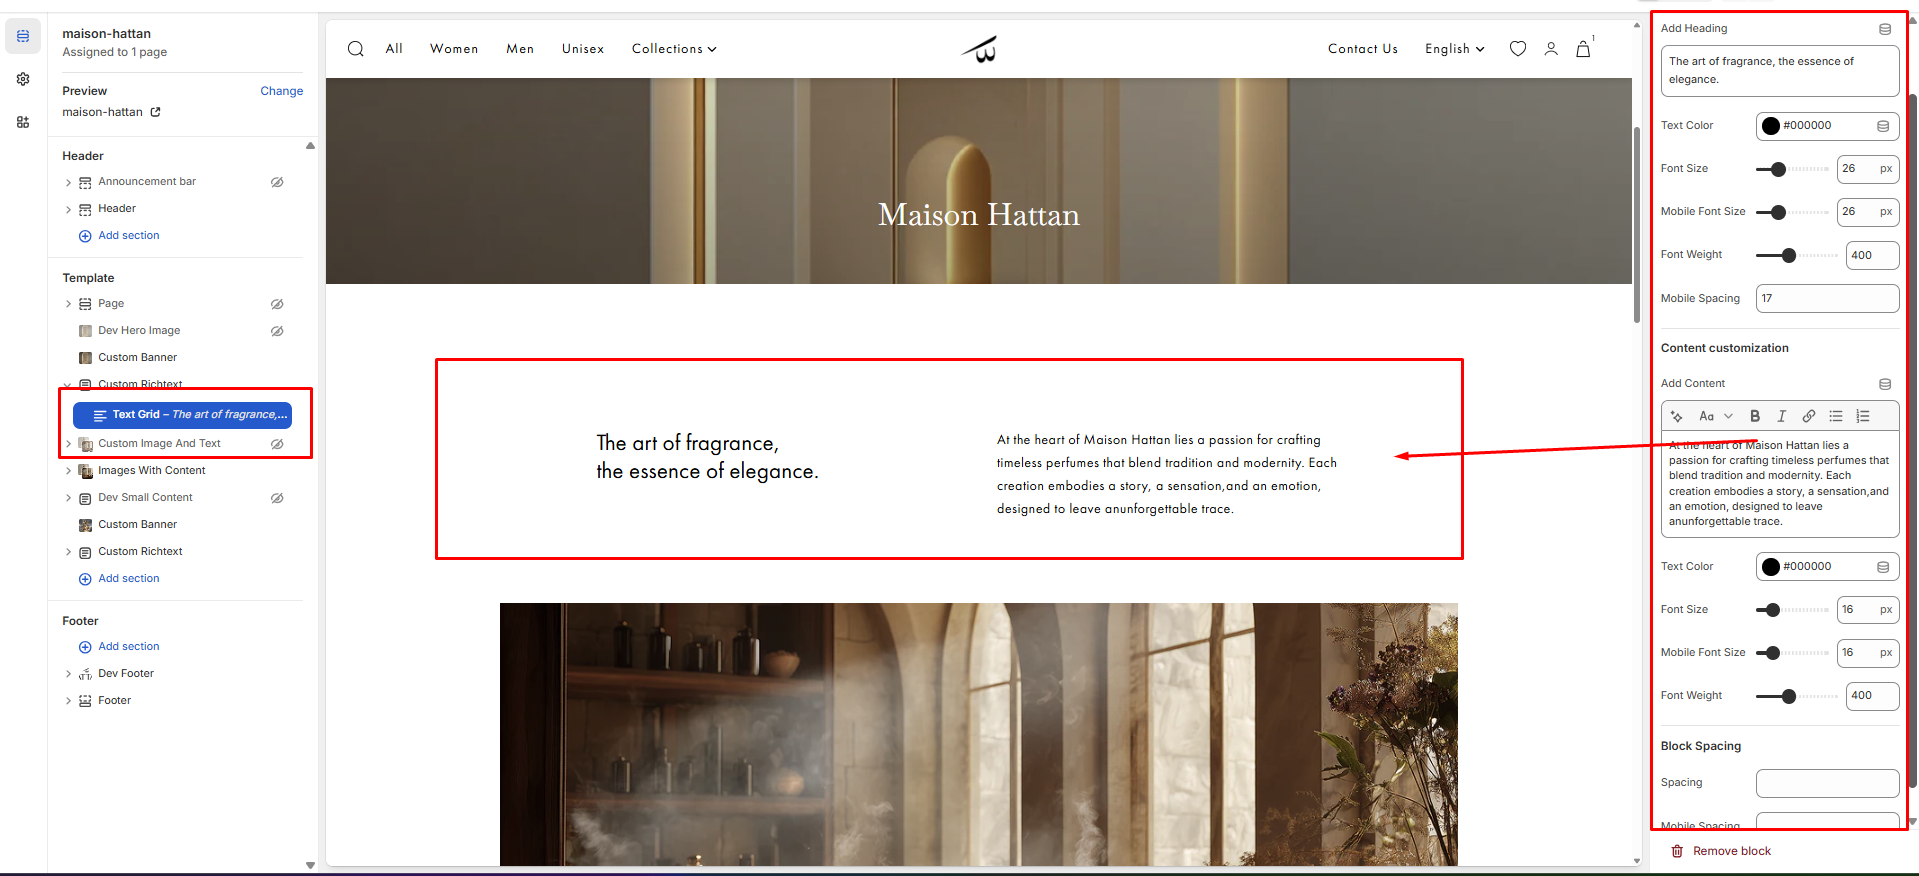 maison-hattan
Assigned to 1 page
Preview
Change
maison-hattan
Header
Announcement bar
Header
Add section
Template
Page
Dev Hero Image
Custom Banner
Custom Richtext
Text Grid – The art of fragrance,...
Custom Image And Text
Images With Content
Dev Small Content
Custom Banner
Custom Richtext
Add section
Footer
Add section
Dev Footer
Footer
All
Women
Men
Unisex
Collections
Contact Us
English
1
Maison Hattan
The art of fragrance,
the essence of elegance.
At the heart of Maison Hattan lies a passion for crafting
timeless perfumes that blend tradition and modernity. Each
creation embodies a story, a sensation,and an emotion,
designed to leave anunforgettable trace.
Add Heading
The art of fragrance, the essence of
elegance.
Text Color
#000000
Font Size
26 px
Mobile Font Size
26 px
Font Weight
400
Mobile Spacing
17
Content customization
Add Content
Aa
B
I
At the heart of Maison Hattan lies a
passion for crafting timeless perfumes that
blend tradition and modernity. Each
creation embodies a story, a sensation,and
an emotion, designed to leave
anunforgettable trace.
Text Color
#000000
Font Size
16 px
Mobile Font Size
16 px
Font Weight
400
Block Spacing
Spacing
Mobile Spacing
Remove block